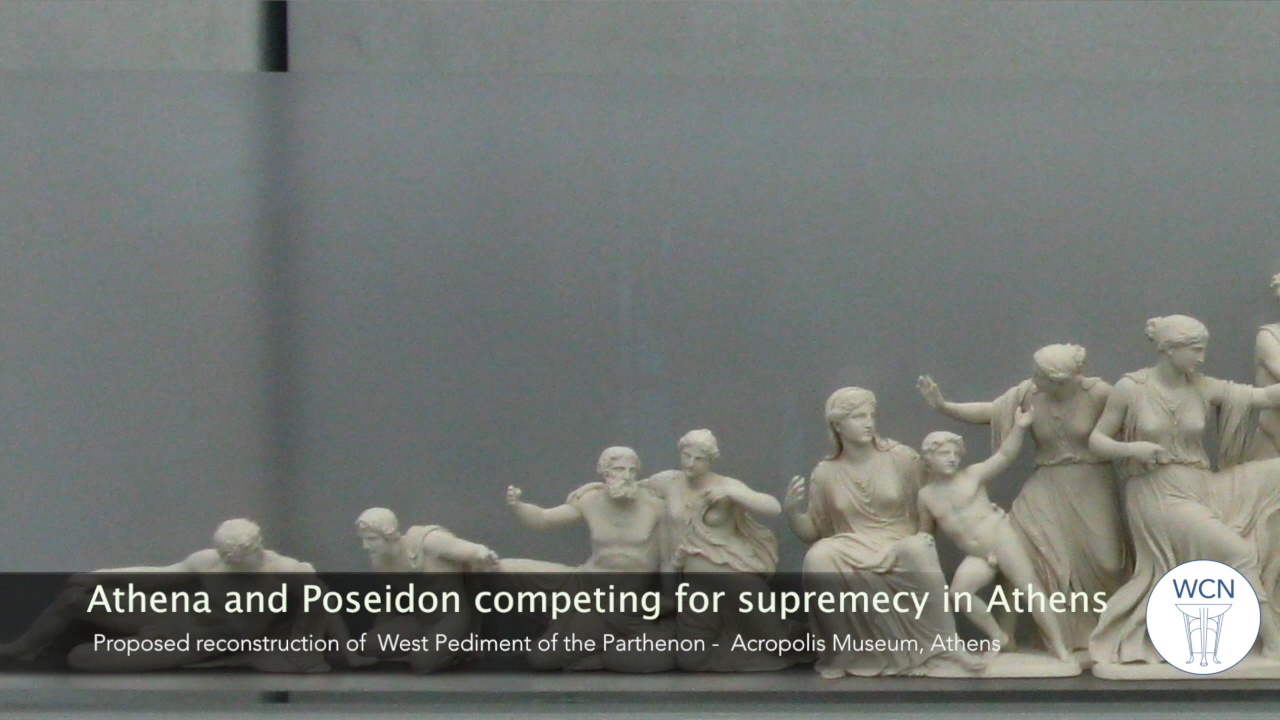 Athena and Poseidon competing for supremecy in Athens
Proposed reconstruction of West Pediment of the Parthenon - Acropolis Museum, Athens
WCN